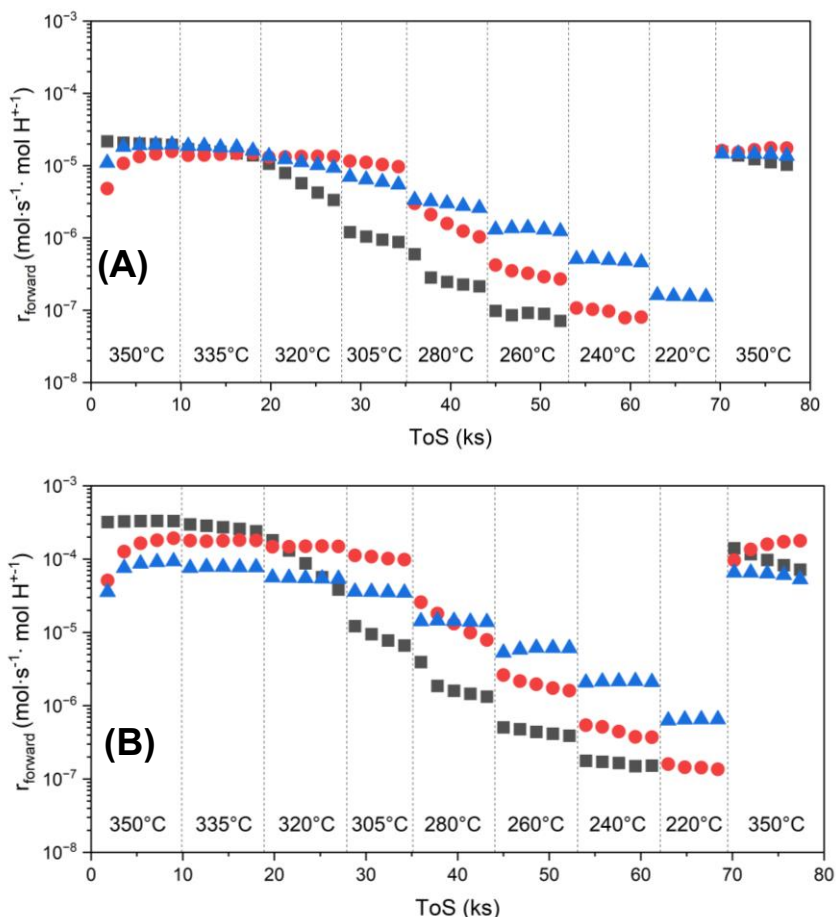 10⁻³
10⁻⁴
10⁻⁵
10⁻⁶
10⁻⁷
10⁻⁸
r_forward (mol·s⁻¹· mol H⁺⁻¹)
(A)
350°C 335°C 320°C 305°C 280°C 260°C 240°C 220°C 350°C
0 10 20 30 40 50 60 70 80
ToS (ks)
10⁻³
10⁻⁴
10⁻⁵
10⁻⁶
10⁻⁷
10⁻⁸
r_forward (mol·s⁻¹· mol H⁺⁻¹)
(B)
350°C 335°C 320°C 305°C 280°C 260°C 240°C 220°C 350°C
0 10 20 30 40 50 60 70 80
ToS (ks)